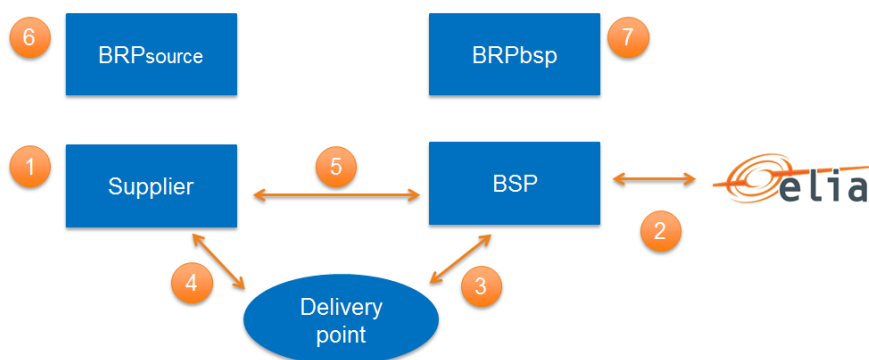 6
BRPsource
BRPbsp
7
1
Supplier
5
BSP
elia
2
4
3
Delivery
point